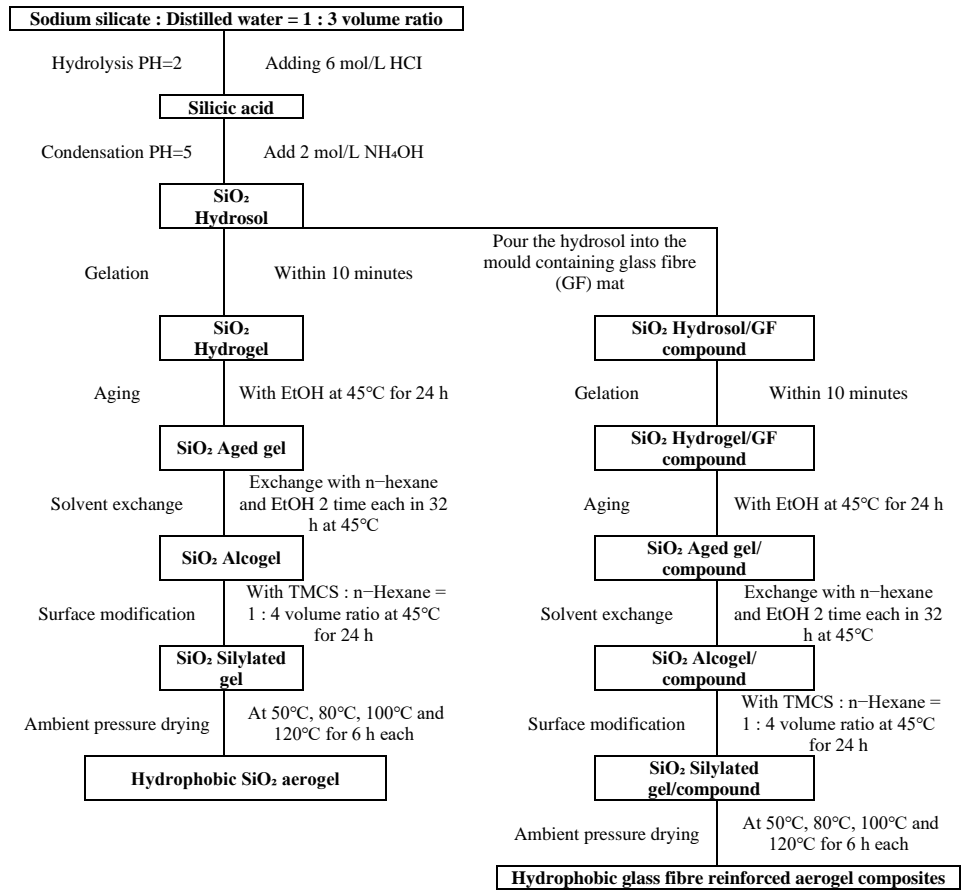 Sodium silicate : Distilled water = 1 : 3 volume ratio
Hydrolysis PH=2
Adding 6 mol/L HCI
Silicic acid
Condensation PH=5
Add 2 mol/L NH₄OH
SiO₂
Hydrosol
Gelation
Within 10 minutes
SiO₂
Hydrogel
Aging
With EtOH at 45℃ for 24 h
SiO₂ Aged gel
Solvent exchange
Exchange with n−hexane
and EtOH 2 time each in 32
h at 45℃
SiO₂ Alcogel
Surface modification
With TMCS : n−Hexane =
1 : 4 volume ratio at 45℃
for 24 h
SiO₂ Silylated
gel
Ambient pressure drying
At 50℃, 80℃, 100℃ and
120℃ for 6 h each
Hydrophobic SiO₂ aerogel
Pour the hydrosol into the
mould containing glass fibre
(GF) mat
SiO₂ Hydrosol/GF
compound
Gelation
Within 10 minutes
SiO₂ Hydrogel/GF
compound
Aging
With EtOH at 45℃ for 24 h
SiO₂ Aged gel/
compound
Solvent exchange
Exchange with n−hexane
and EtOH 2 time each in 32
h at 45℃
SiO₂ Alcogel/
compound
Surface modification
With TMCS : n−Hexane =
1 : 4 volume ratio at 45℃
for 24 h
SiO₂ Silylated
gel/compound
Ambient pressure drying
At 50℃, 80℃, 100℃ and
120℃ for 6 h each
Hydrophobic glass fibre reinforced aerogel composites